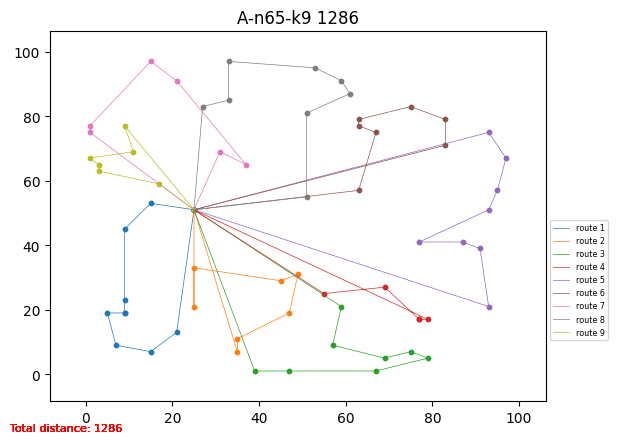 A-n65-k9 1286
100
80
60
40
20
0
0 20 40 60 80 100
route 1
route 2
route 3
route 4
route 5
route 6
route 7
route 8
route 9
Total distance: 1286